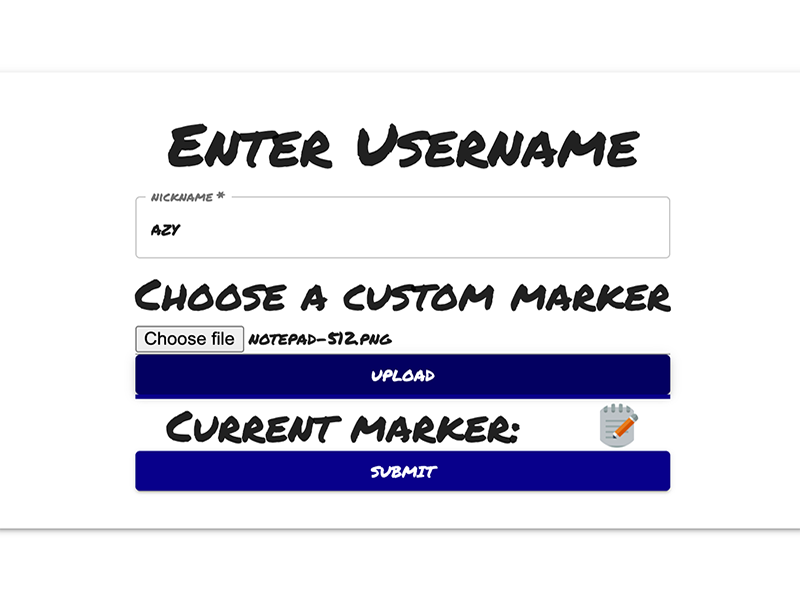 Enter Username
nickname *
azy
Choose a custom marker
Choose file notepad-512.png
UPLOAD
Current marker:
SUBMIT